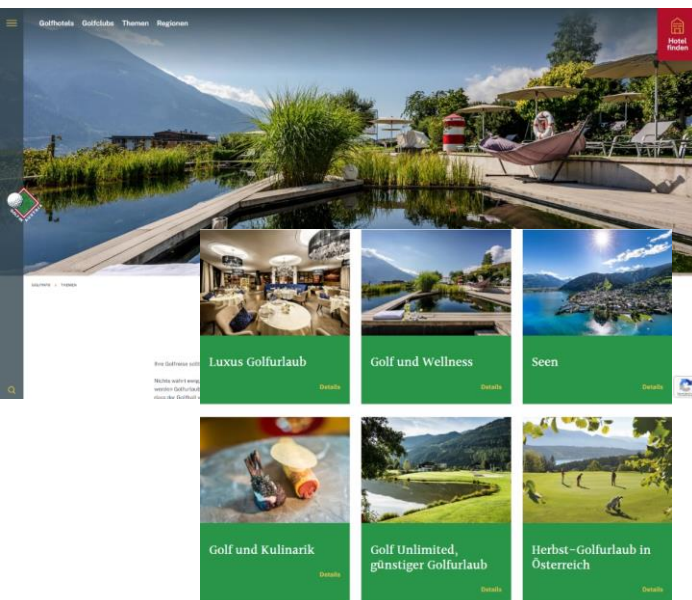 Golfhotels Golfclubs Themen Regionen
Hotel
finden
THEMEN
Luxus Golfurlaub
Details
Golf und Wellness
Details
Seen
Details
Golf und Kulinarik
Details
Golf Unlimited,
günstiger Golfurlaub
Details
Herbst-Golfurlaub in
Österreich
Details